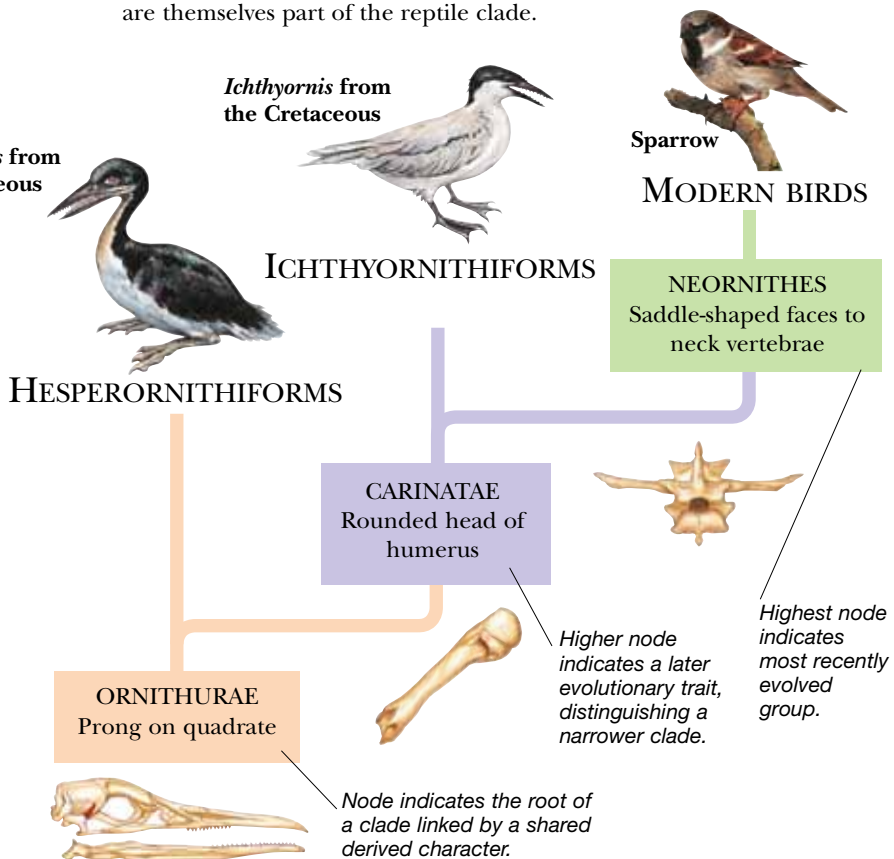 are themselves part of the reptile clade.
Ichthyornis from
the Cretaceous
Sparrow
s from
eous
MODERN BIRDS
ICHTHYORNITHIFORMS
NEORNITHES
Saddle-shaped faces to
neck vertebrae
HESPERORNITHIFORMS
CARINATAE
Rounded head of
humerus
Highest node
indicates
most recently
evolved
group.
Higher node
indicates a later
evolutionary trait,
distinguishing a
narrower clade.
ORNITHURAE
Prong on quadrate
Node indicates the root of
a clade linked by a shared
derived character.